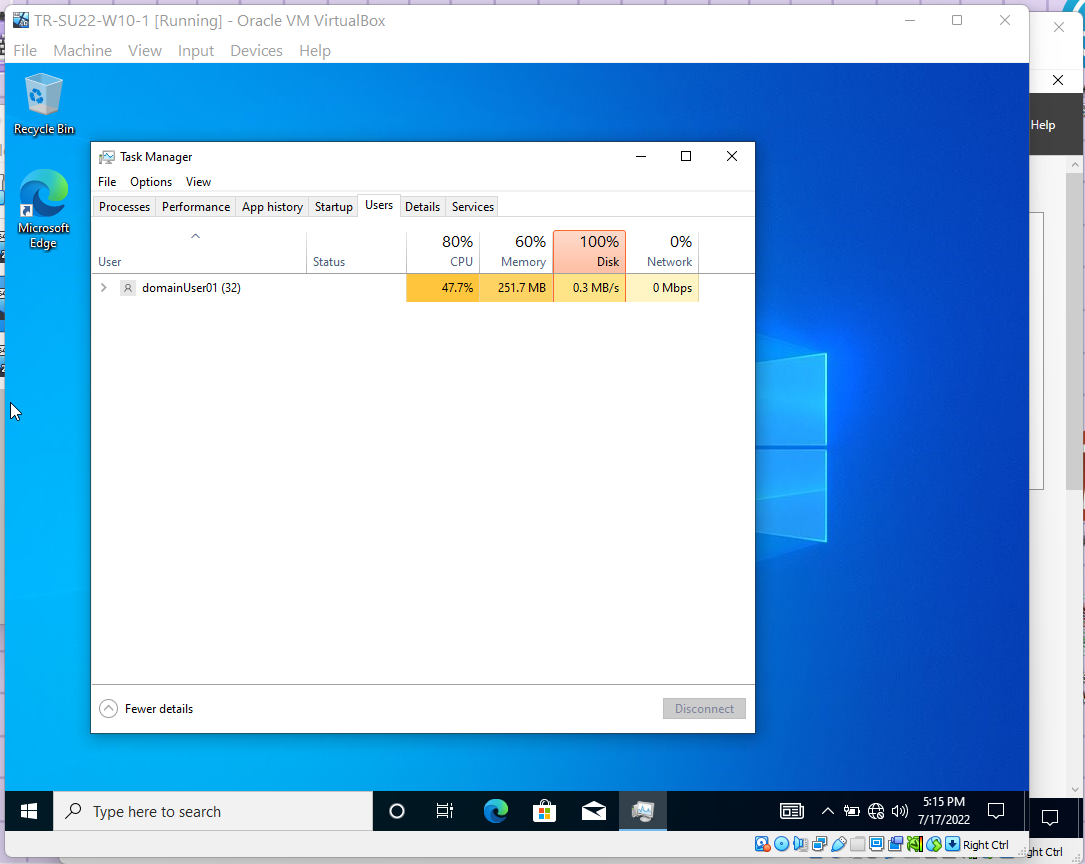 TR-SU22-W10-1 [Running] - Oracle VM VirtualBox
File Machine View Input Devices Help
Recycle Bin
Help
Task Manager
File Options View
Microsoft
Edge
Processes Performance App history Startup Users Details Services
80% 60% 100% 0%
User Status CPU Memory Disk Network
domainUser01 (32) 47.7% 251.7 MB 0.3 MB/s 0 Mbps
Fewer details Disconnect
Type here to search
5:15 PM
7/17/2022
Right Ctrl
ght Ctrl